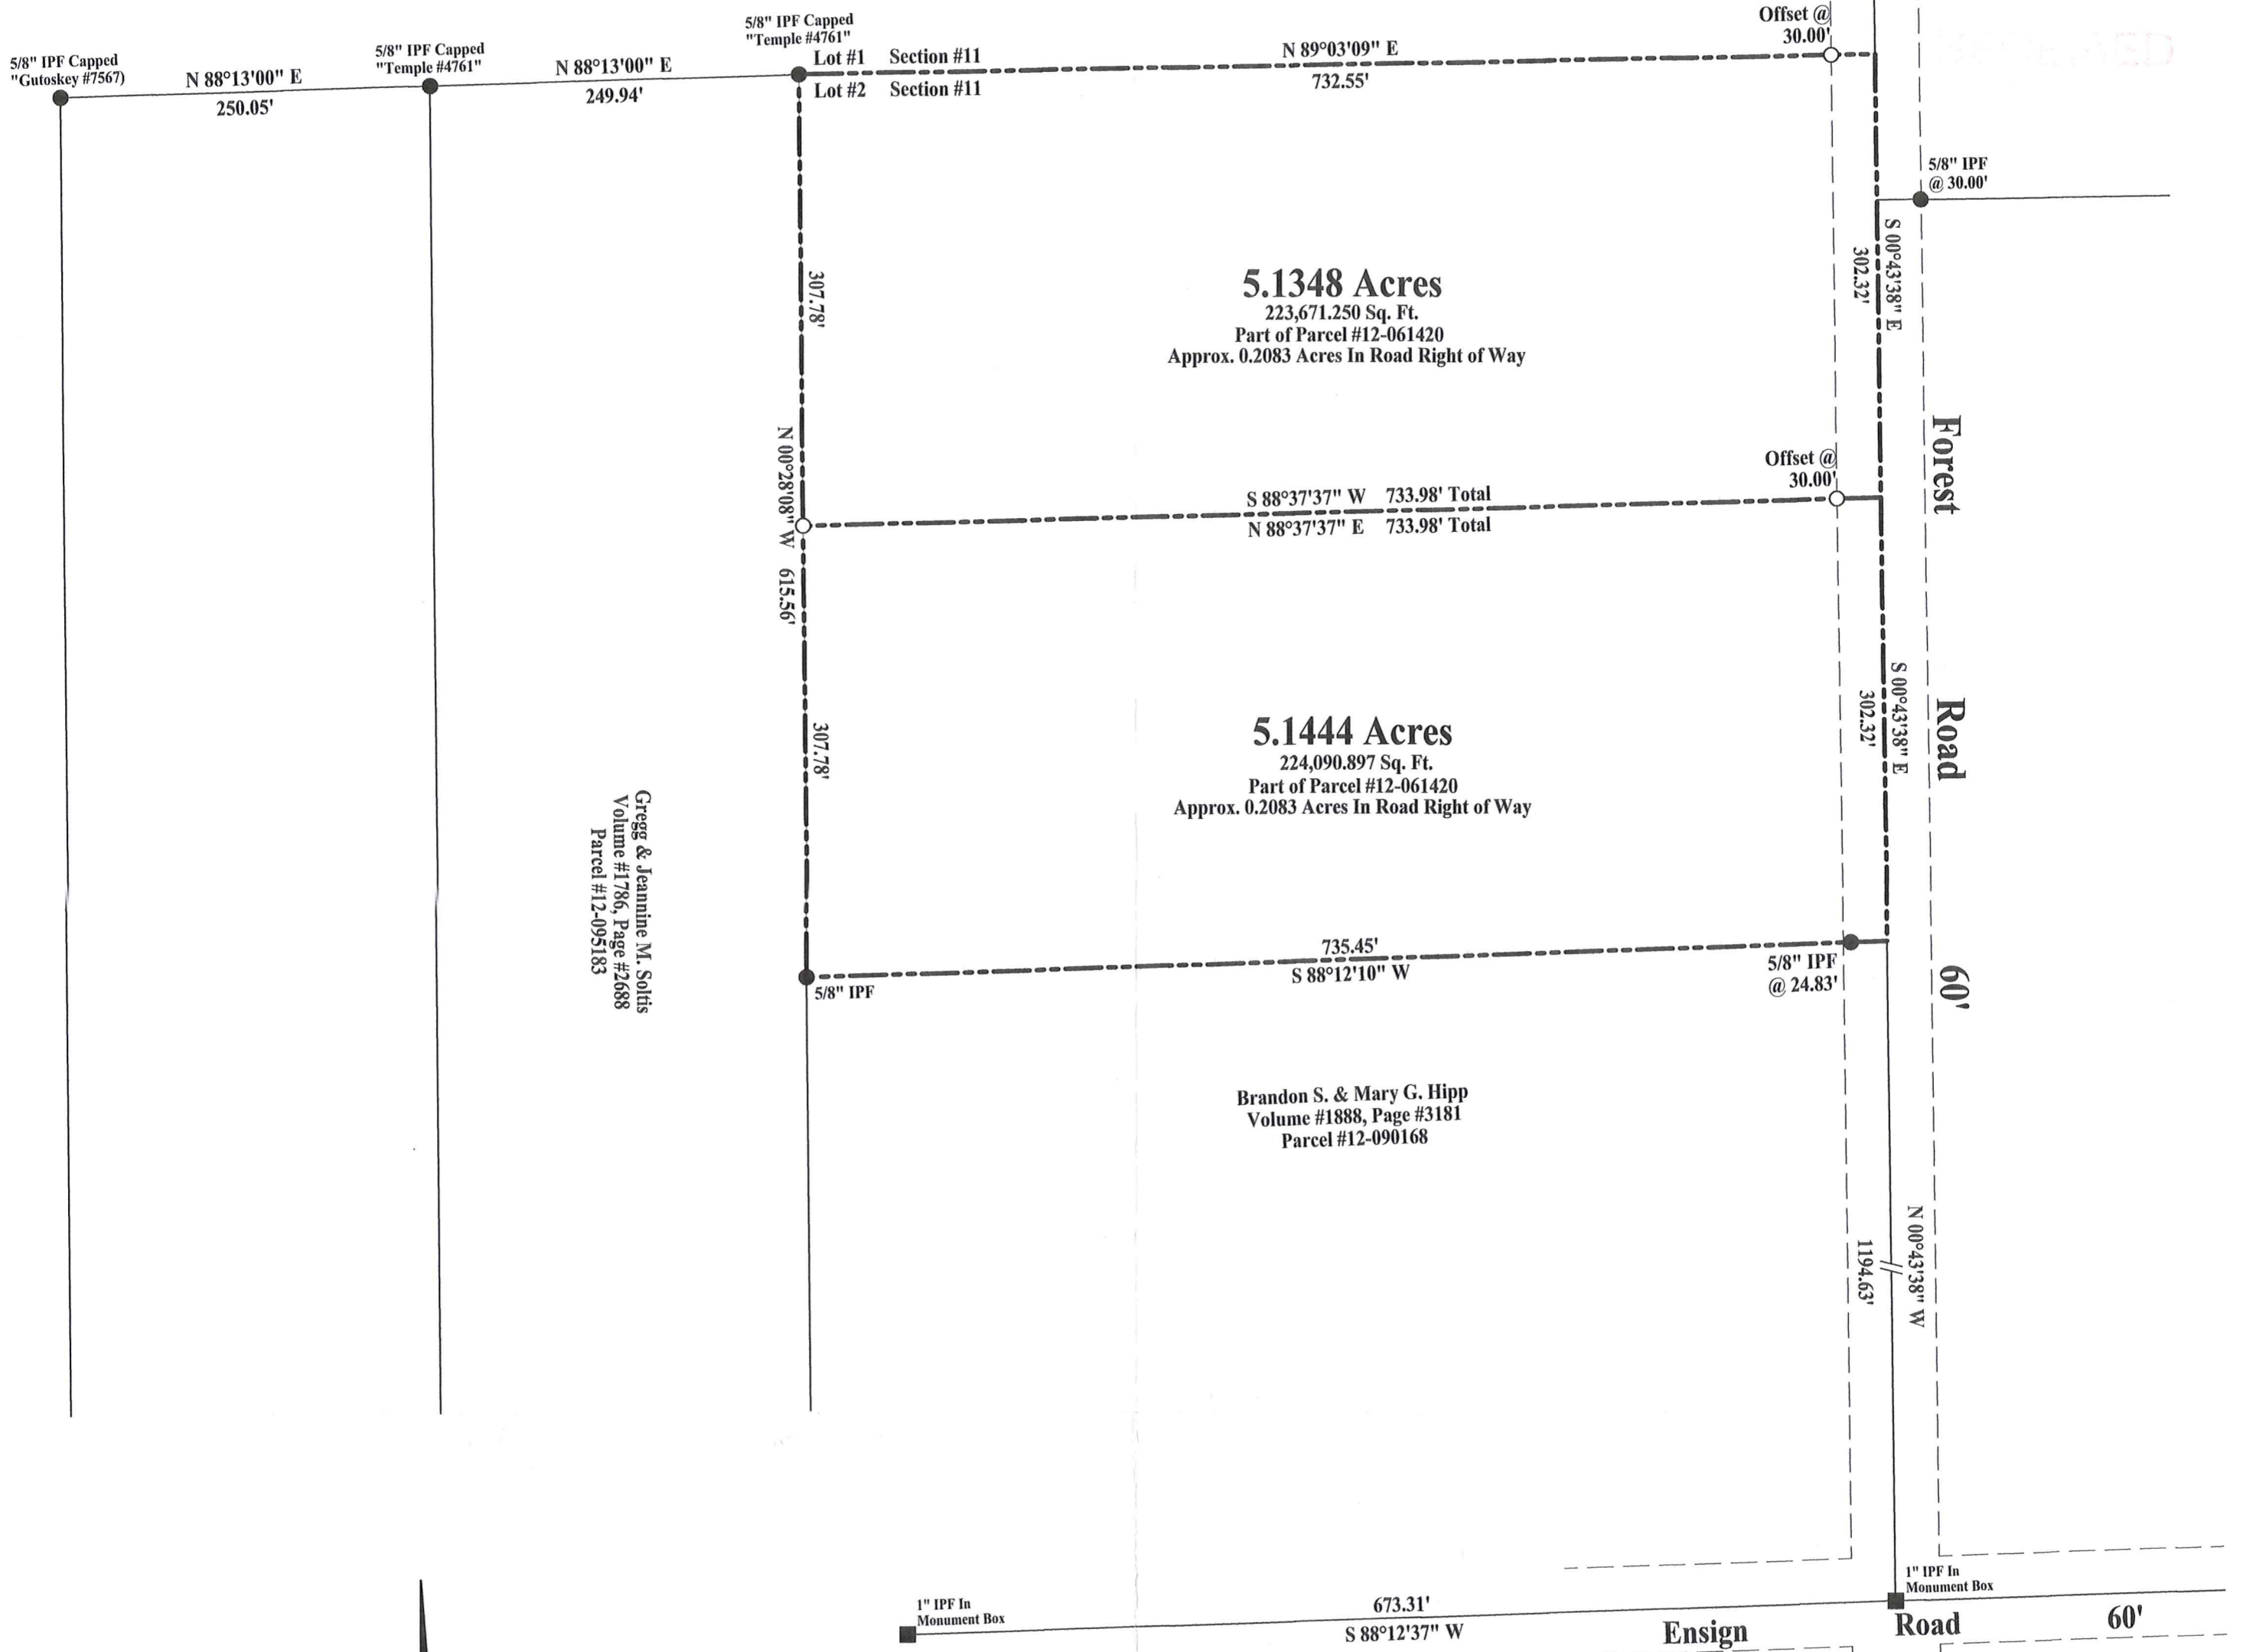 5/8" IPF Capped
"Gutoskey #7567)
N 88°13'00" E
250.05'
5/8" IPF Capped
"Temple #4761"
N 88°13'00" E
249.94'
5/8" IPF Capped
"Temple #4761"
Lot #1 Section #11
Lot #2 Section #11
N 89°03'09" E
732.55'
Offset @
30.00'
5/8" IPF
@ 30.00'
S 00°43'38" E
302.32'
307.78'
5.1348 Acres
223,671.250 Sq. Ft.
Part of Parcel #12-061420
Approx. 0.2083 Acres In Road Right of Way
N 00°28'08" W 615.56'
Offset @
30.00'
S 88°37'37" W 733.98' Total
N 88°37'37" E 733.98' Total
Forest Road 60'
S 00°43'38" E
302.32'
307.78'
5.1444 Acres
224,090.897 Sq. Ft.
Part of Parcel #12-061420
Approx. 0.2083 Acres In Road Right of Way
Gregg & Jeannine M. Soltis
Volume #1786, Page #2688
Parcel #12-095183
735.45'
S 88°12'10" W
5/8" IPF
5/8" IPF
@ 24.83'
Brandon S. & Mary G. Hipp
Volume #1888, Page #3181
Parcel #12-090168
N 00°43'38" W
1194.63'
1" IPF In
Monument Box
673.31'
S 88°12'37" W
1" IPF In
Monument Box
Ensign Road 60'